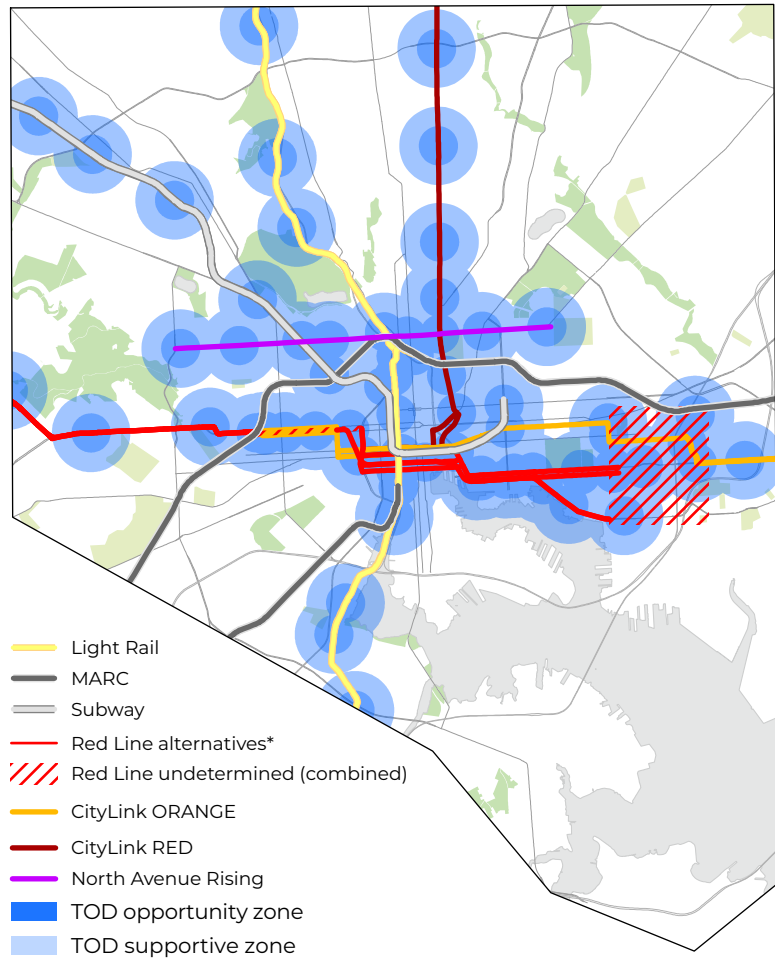 Light Rail
MARC
Subway
Red Line alternatives*
Red Line undetermined (combined)
CityLink ORANGE
CityLink RED
North Avenue Rising
TOD opportunity zone
TOD supportive zone